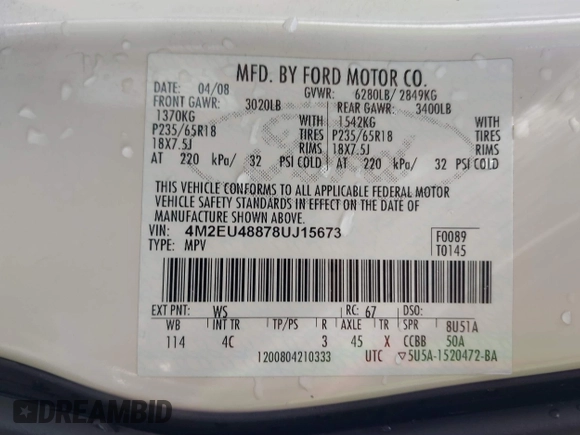 MFD. BY FORD MOTOR CO.
DATE: 04/08 GVWR: 6280LB/ 2849KG
FRONT GAWR: 3020LB REAR GAWR: 3400LB
1370KG WITH 1542KG WITH
P235/65R18 TIRES P235/65R18 TIRES
18X7.5J RIMS 18X7.5J RIMS
AT 220 kPa/ 32 PSI COLD AT 220 kPa/ 32 PSI COLD
THIS VEHICLE CONFORMS TO ALL APPLICABLE FEDERAL MOTOR
VEHICLE SAFETY STANDARDS IN EFFECT ON THE DATE OF
MANUFACTURE SHOWN ABOVE.
VIN: 4M2EU48878UJ15673 F0089
TYPE: MPV T0145
EXT PNT: WS RC: 67 DSO:
WB INT TR TP/PS R AXLE TR SPR 8U51A
114 4C 3 45 X CCBB 50A
1200804210333 UTC ▽5U5A-1520472-BA
Ford
DREAMBID